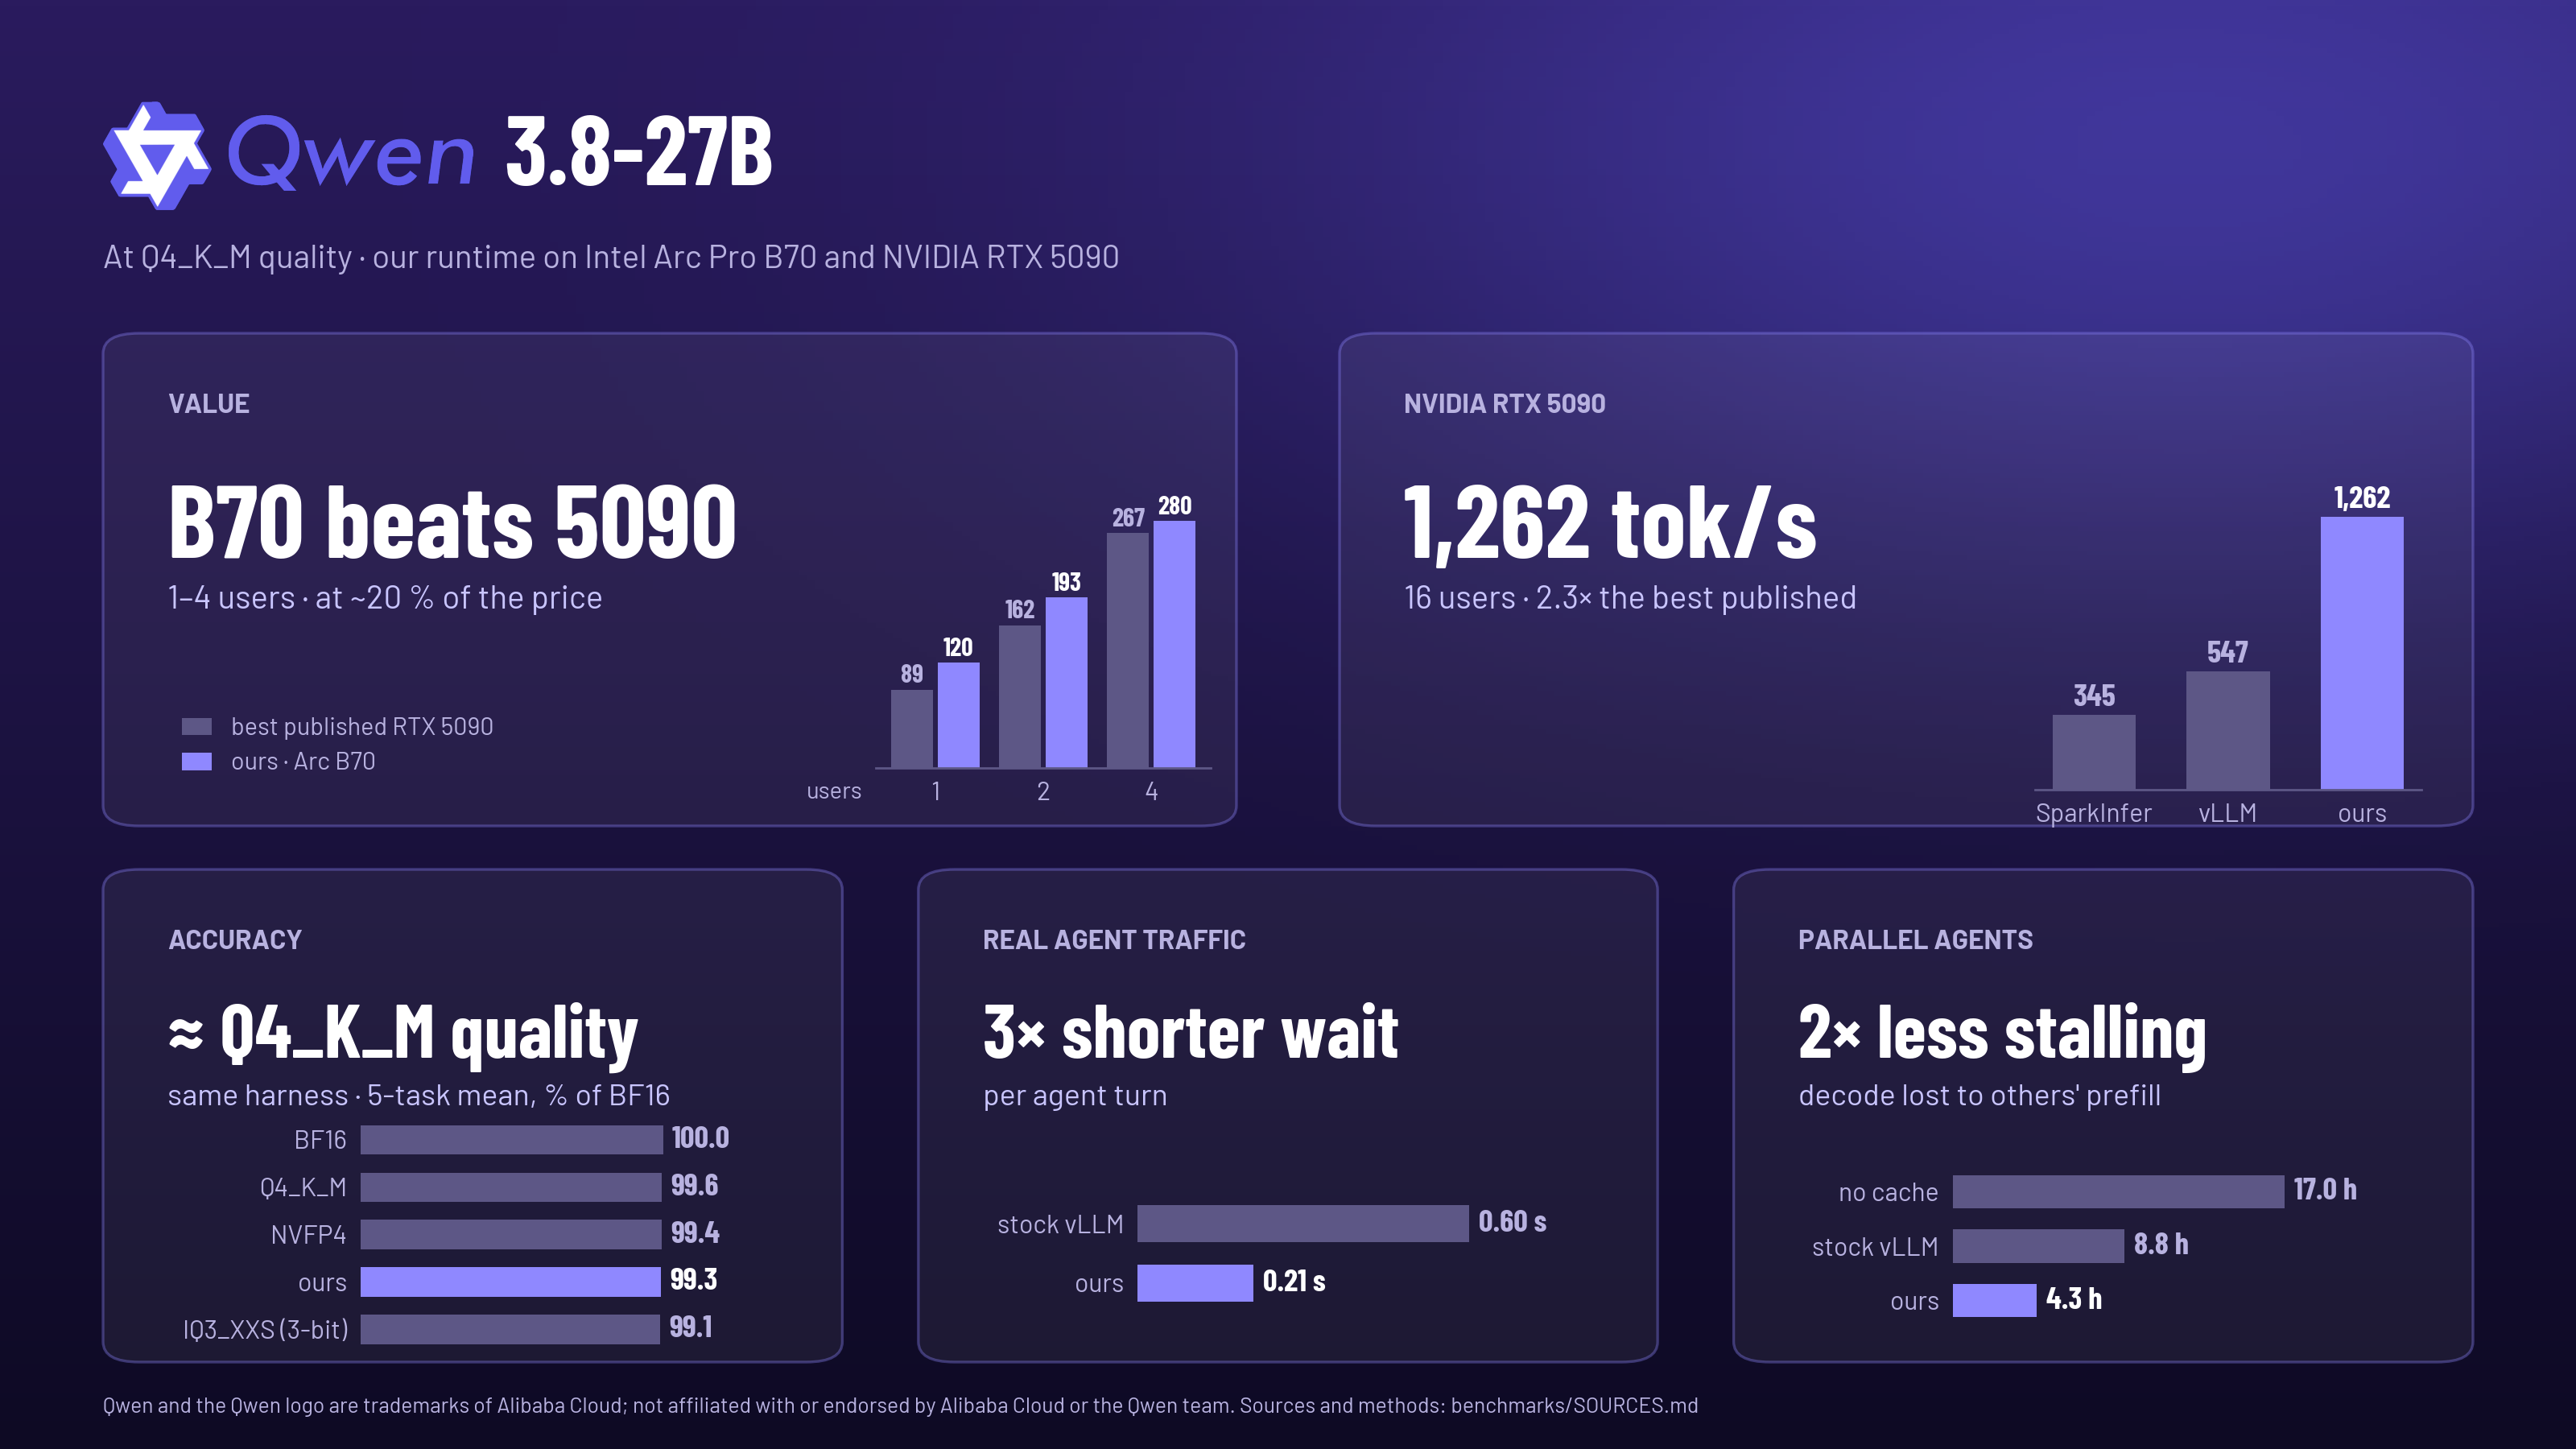 Qwen 3.8-27B
At Q4_K_M quality · our runtime on Intel Arc Pro B70 and NVIDIA RTX 5090
VALUE
B70 beats 5090
1–4 users · at ~20 % of the price
best published RTX 5090
ours · Arc B70
89
120
162
193
267
280
users 1 2 4
NVIDIA RTX 5090
1,262 tok/s
16 users · 2.3× the best published
345
547
1,262
SparkInfer vLLM ours
ACCURACY
≈ Q4_K_M quality
same harness · 5-task mean, % of BF16
BF16 100.0
Q4_K_M 99.6
NVFP4 99.4
ours 99.3
IQ3_XXS (3-bit) 99.1
REAL AGENT TRAFFIC
3× shorter wait
per agent turn
stock vLLM 0.60 s
ours 0.21 s
PARALLEL AGENTS
2× less stalling
decode lost to others' prefill
no cache 17.0 h
stock vLLM 8.8 h
ours 4.3 h
Qwen and the Qwen logo are trademarks of Alibaba Cloud; not affiliated with or endorsed by Alibaba Cloud or the Qwen team. Sources and methods: benchmarks/SOURCES.md